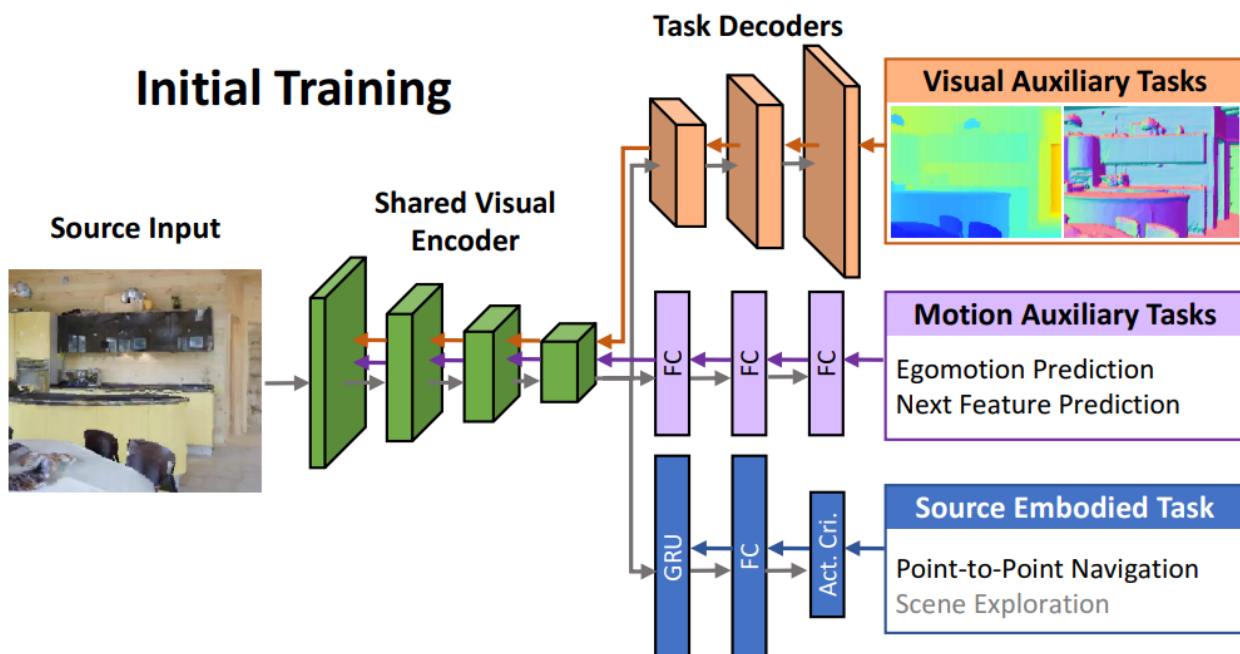 Initial Training
Source Input
Shared Visual
Encoder
Task Decoders
Visual Auxiliary Tasks
FC
FC
FC
Motion Auxiliary Tasks
Egomotion Prediction
Next Feature Prediction
GRU
FC
Act. Cri.
Source Embodied Task
Point-to-Point Navigation
Scene Exploration